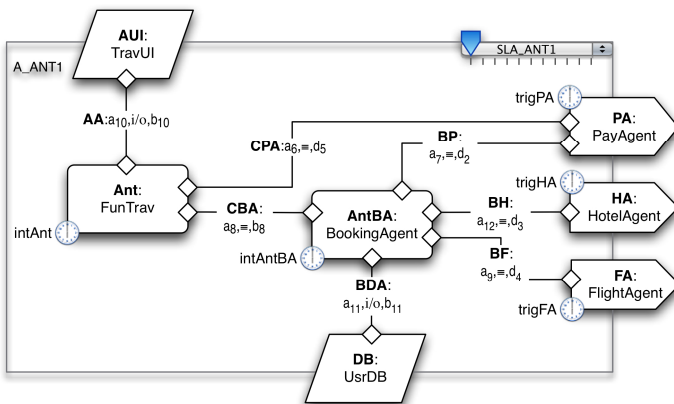 AUI:
TravUI
SLA_ANT1
A_ANT1
trigPA
AA:a10,i/o,b10
PA:
PayAgent
CPA:a6,≡,d5
BP:
a7,≡,d2
trigHA
Ant:
FunTrav
CBA:
a8,≡,b8
AntBA:
BookingAgent
BH:
a12,≡,d3
HA:
HotelAgent
intAnt
intAntBA
BF:
a9,≡,d4
FA:
FlightAgent
BDA:
a11,i/o,b11
trigFA
DB:
UsrDB